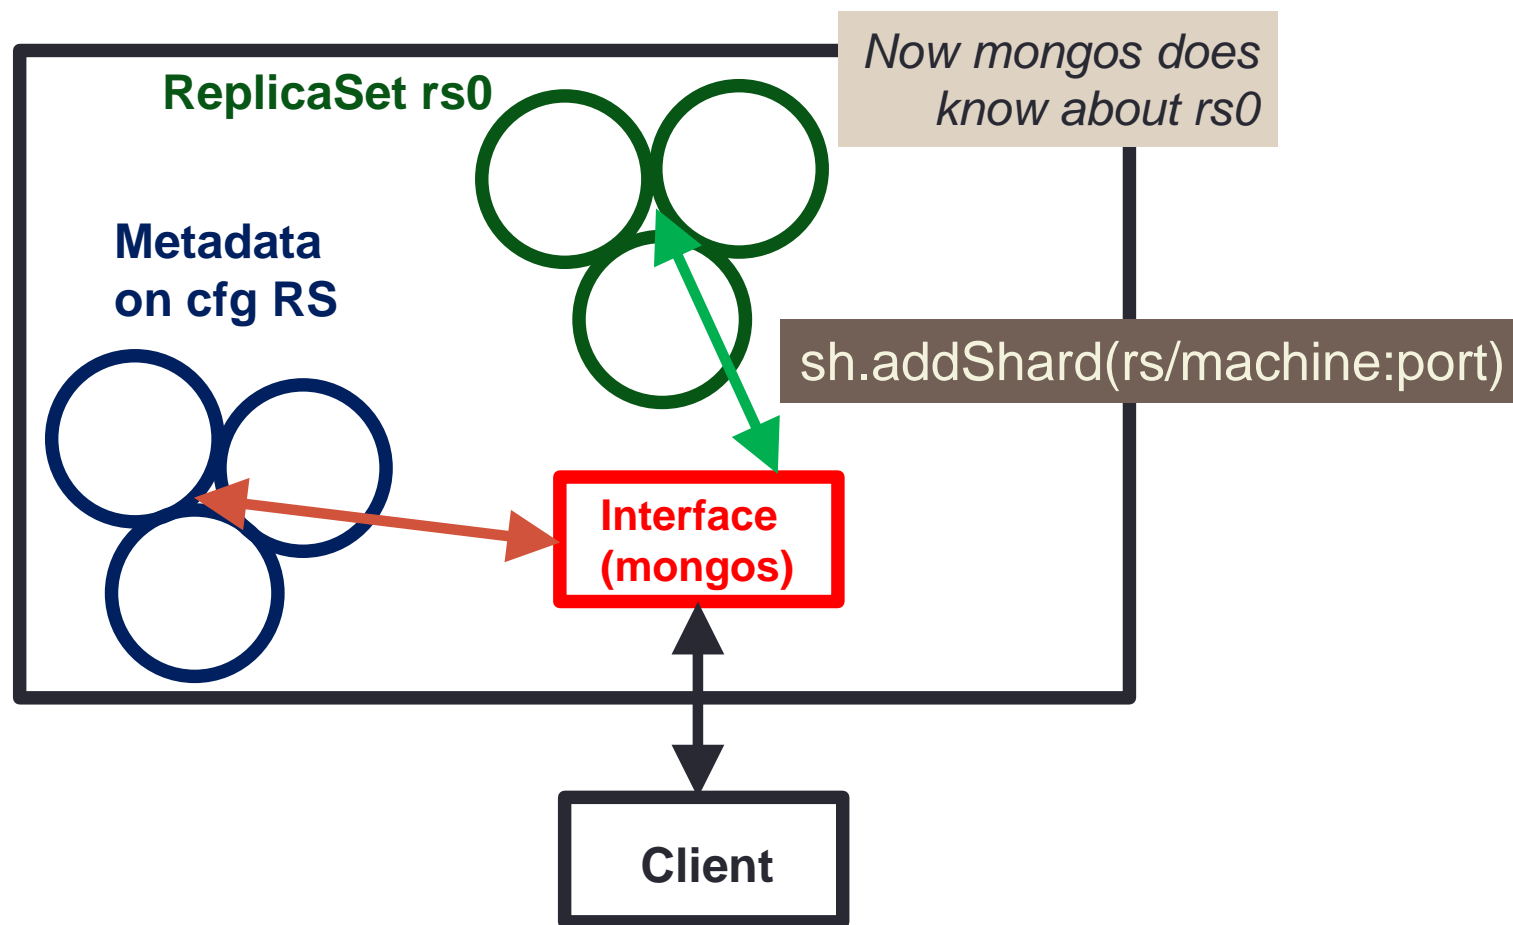 Now mongos does
know about rs0
ReplicaSet rs0
Metadata
on cfg RS
sh.addShard(rs/machine:port)
Interface
(mongos)
Client